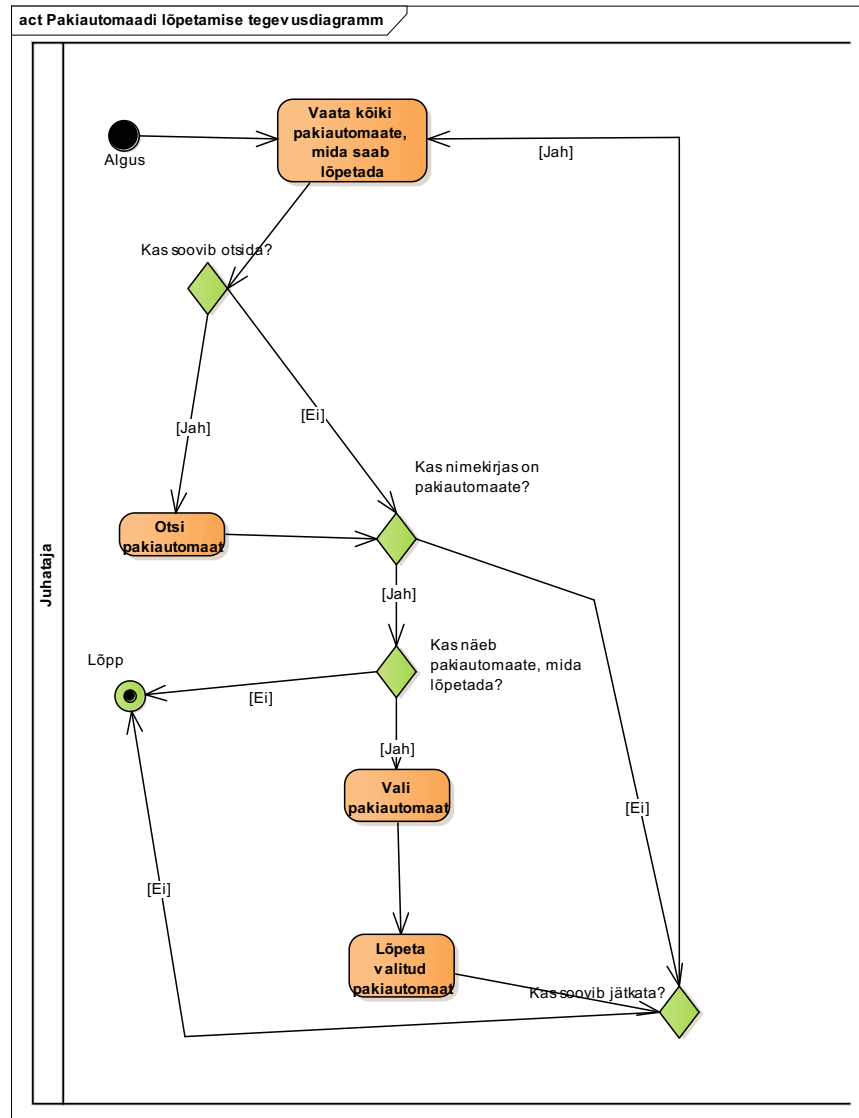 act Pakiautomaadi lõpetamise tegevusdiagramm
Juhataja
Algus
Vaata kõiki
pakiautomaate,
mida saab
lõpetada
[Jah]
Kas soovib otsida?
[Ei]
[Jah]
Kas nimekirjas on
pakiautomaate?
Otsi
pakiautomaat
[Jah]
Kas näeb
pakiautomaate, mida
lõpetada?
Lõpp
[Ei]
[Jah]
Vali
pakiautomaat
[Ei]
[Ei]
Lõpeta
valitud
pakiautomaat
Kas soovib jätkata?